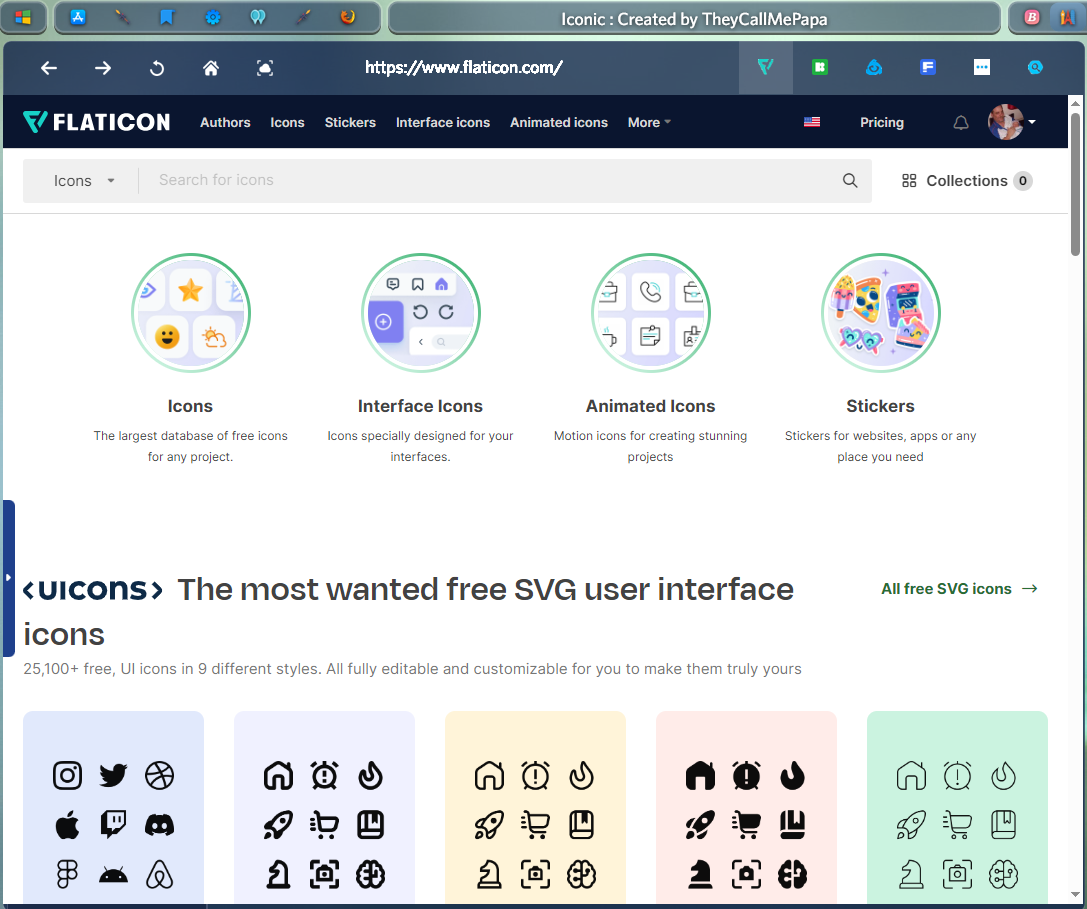 Iconic : Created by TheyCallMePapa
https://www.flaticon.com/
FLATICON Authors Icons Stickers Interface icons Animated icons More Pricing
Icons Search for icons Collections 0
Icons Interface Icons Animated Icons Stickers
The largest database of free icons Icons specially designed for your Motion icons for creating stunning Stickers for websites, apps or any
for any project. interfaces. projects place you need
<uicons> The most wanted free SVG user interface All free SVG icons →
icons
25,100+ free, UI icons in 9 different styles. All fully editable and customizable for you to make them truly yours